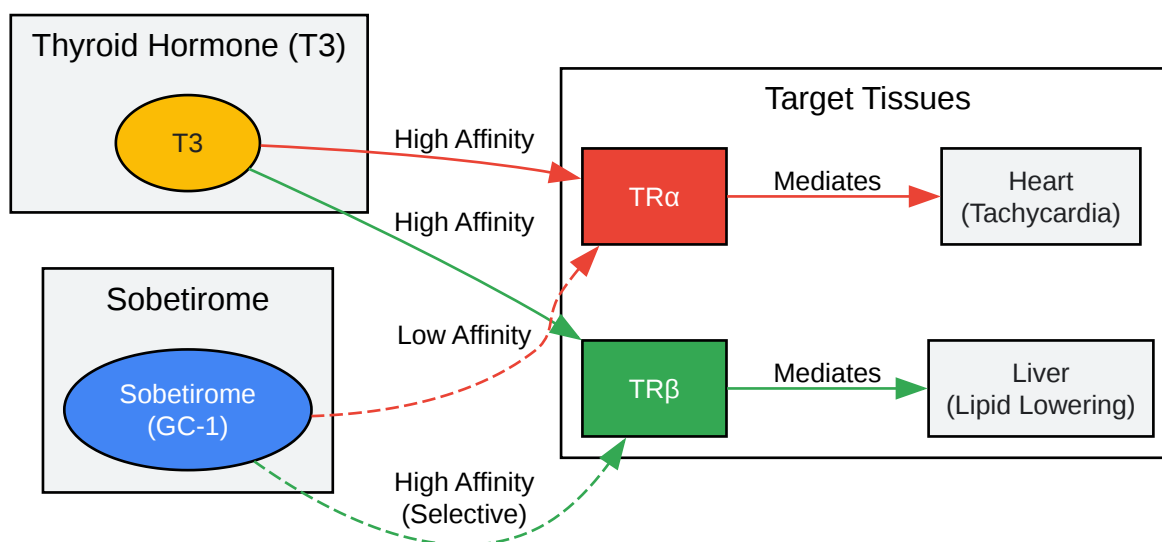 Thyroid Hormone (T3)
T3
High Affinity
High Affinity
Sobetirome
Sobetirome
(GC-1)
Low Affinity
High Affinity
(Selective)
Target Tissues
TRα
Mediates
Heart
(Tachycardia)
TRβ
Mediates
Liver
(Lipid Lowering)